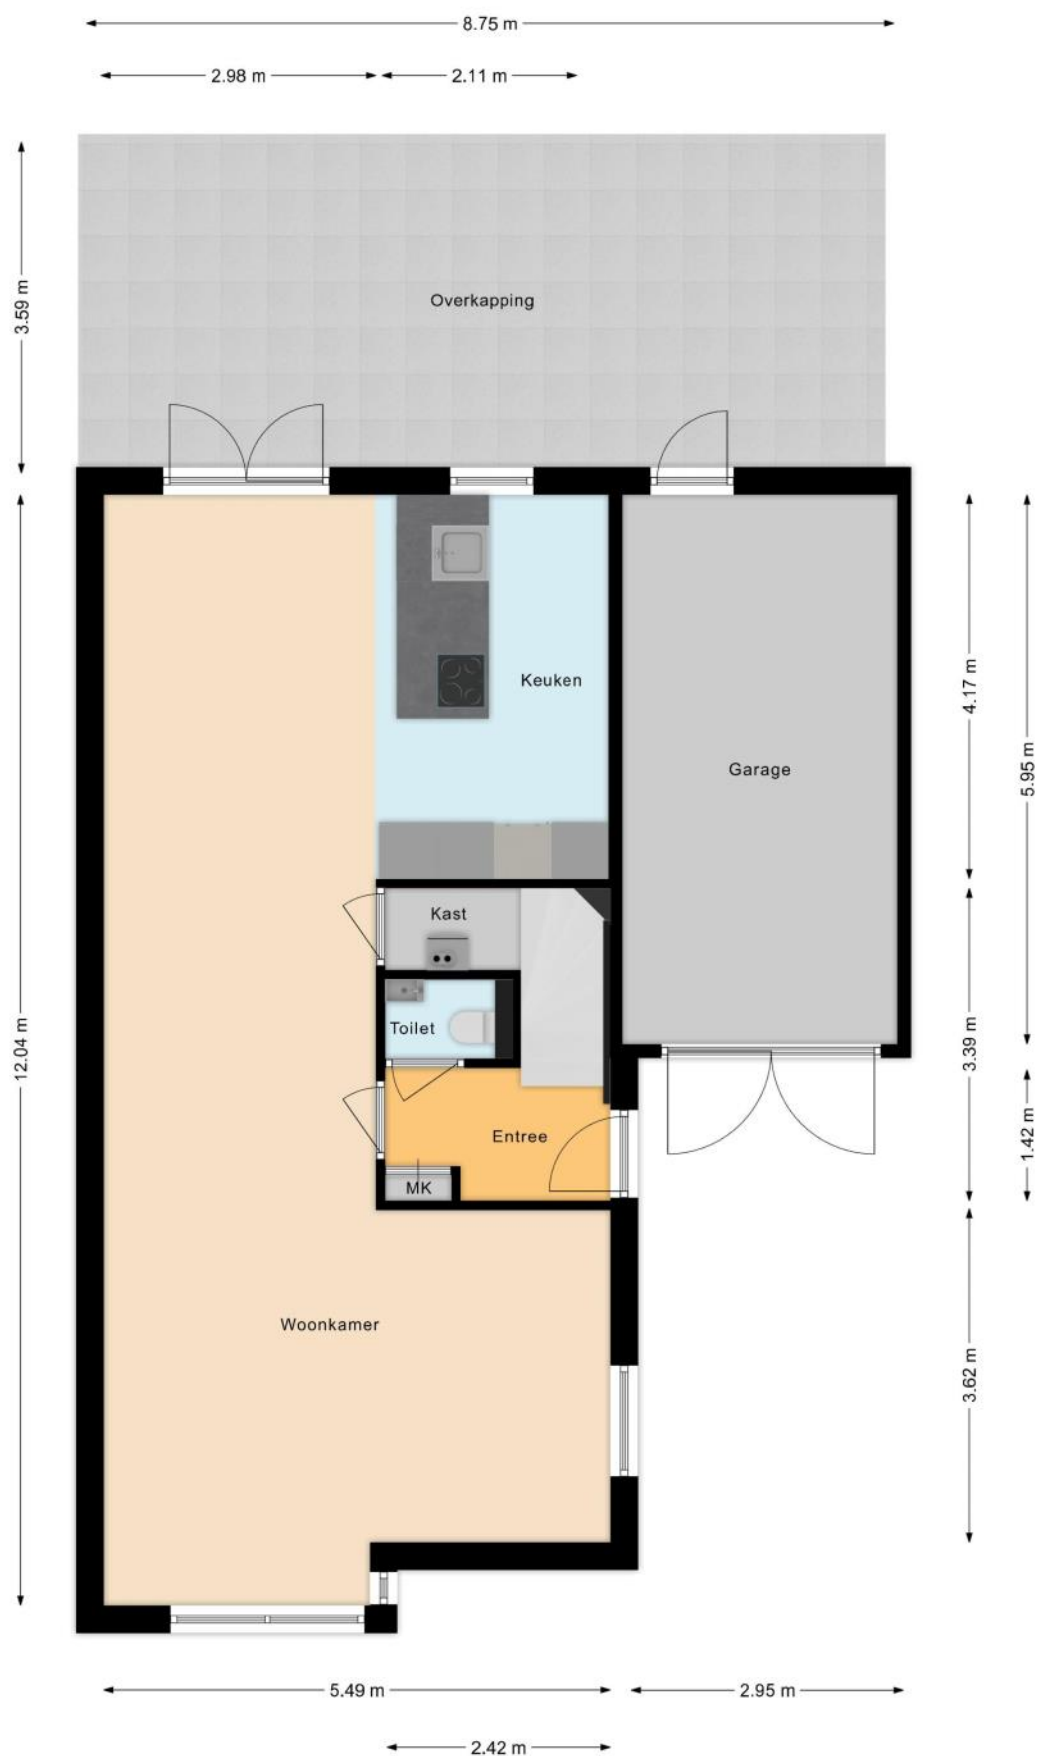 8.75 m
2.98 m
2.11 m
3.59 m
Overkapping
4.17 m
Keuken
5.95 m
Garage
Kast
12.04 m
Toilet
3.39 m
1.42 m
Entree
MK
Woonkamer
3.62 m
5.49 m
2.95 m
2.42 m